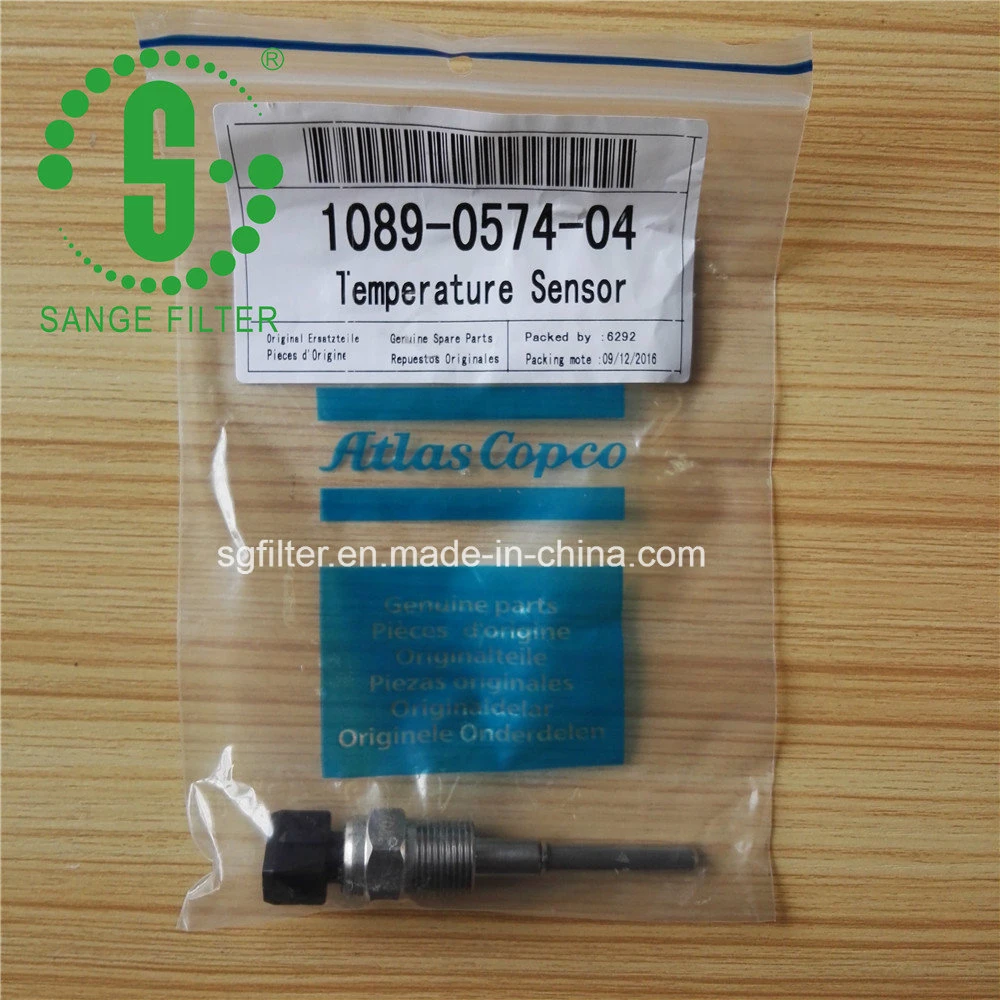 S®
SANGE FILTER
1089-0574-04
Temperature Sensor
Original Ersatzteile
Pieces d'Origine
Genuine Spare Parts
Repuestos Originales
Packed by :6292
Packing mote :09/12/2016
Atlas Copco
sgfilter.en.made-in-china.com
Genuine parts
Pièces d'origine
Originalteile
Piezas originales
Originaldelar
Originele Onderdelen